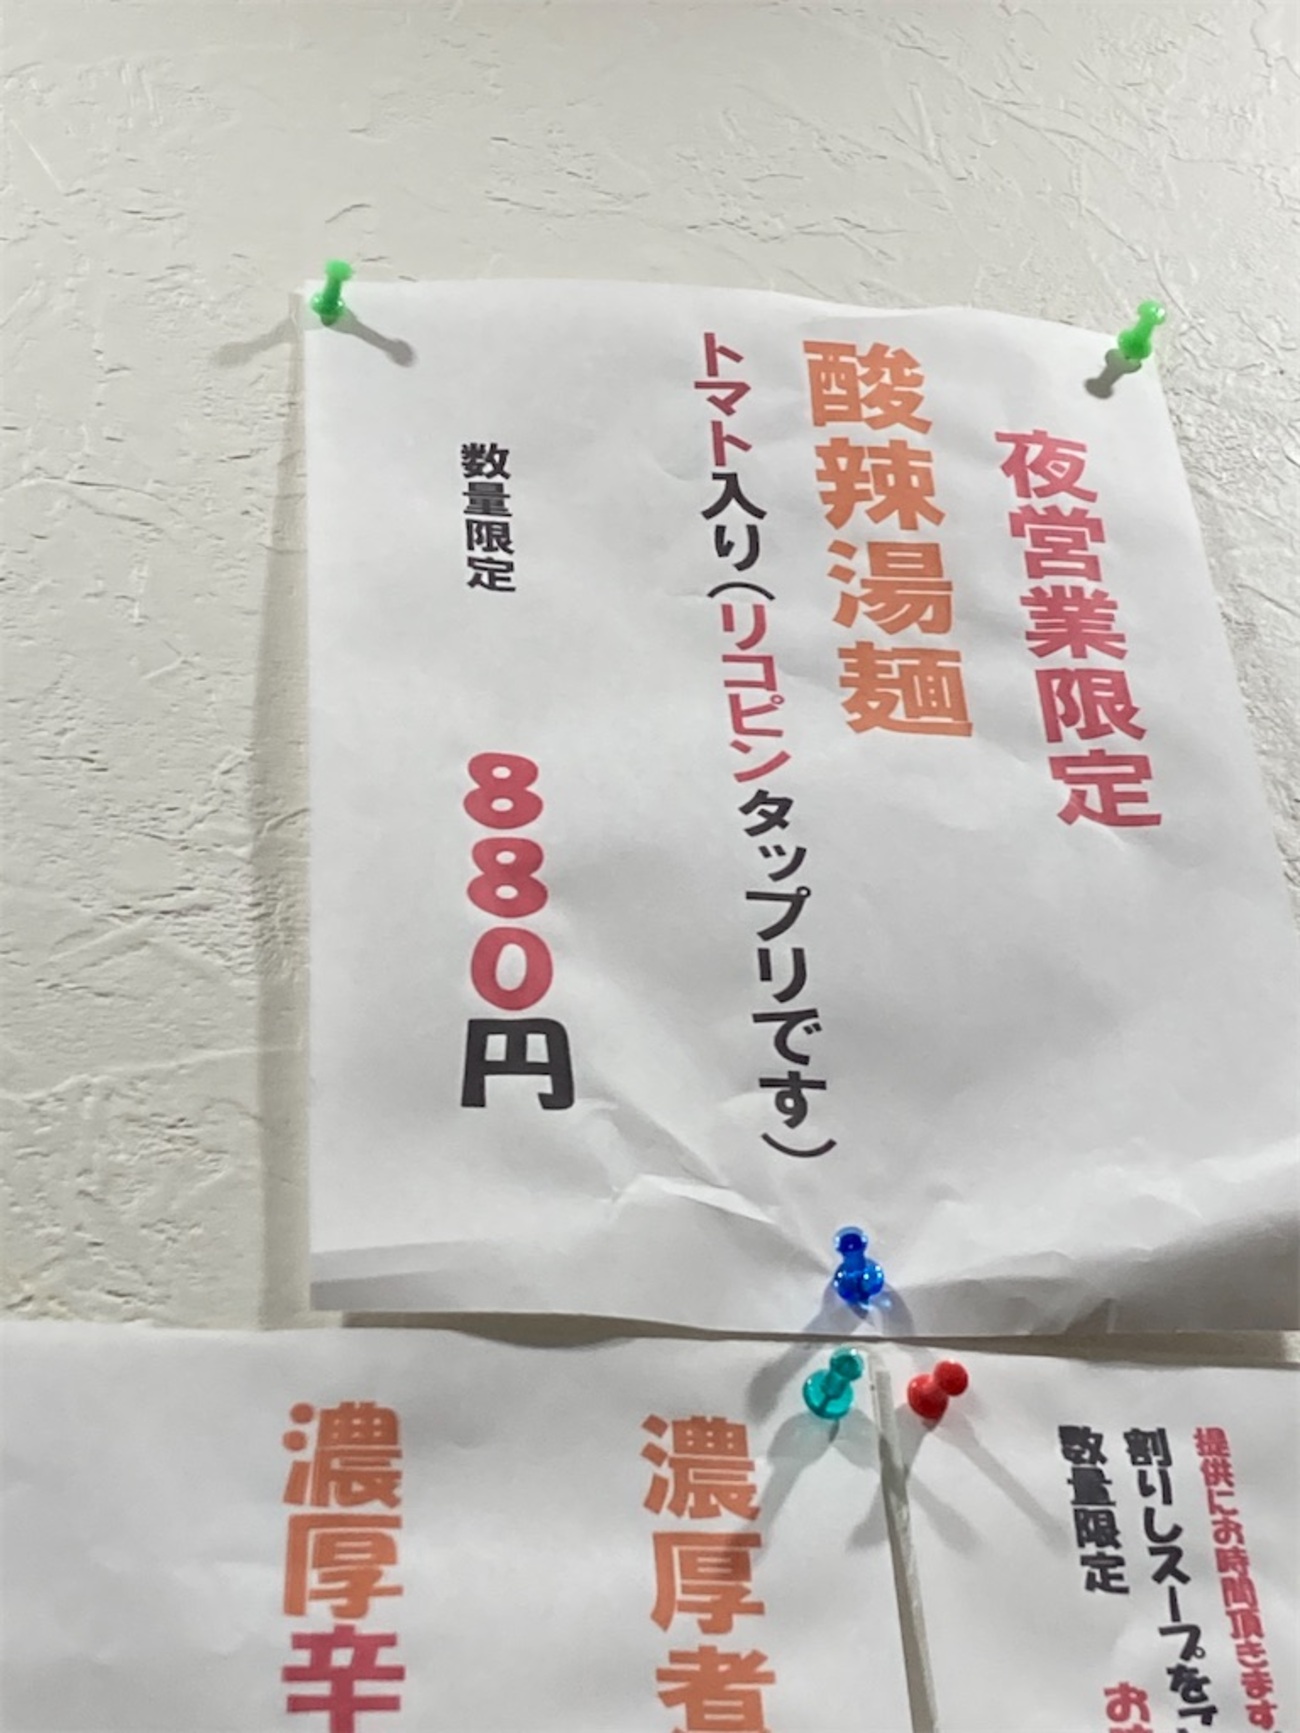 夜営業限定
酸辣湯麺
トマト入り(リコピンタップリです)
数量限定 880円
提供にお時間頂きます
割りしスープを
数量限定
濃厚煮
濃厚辛